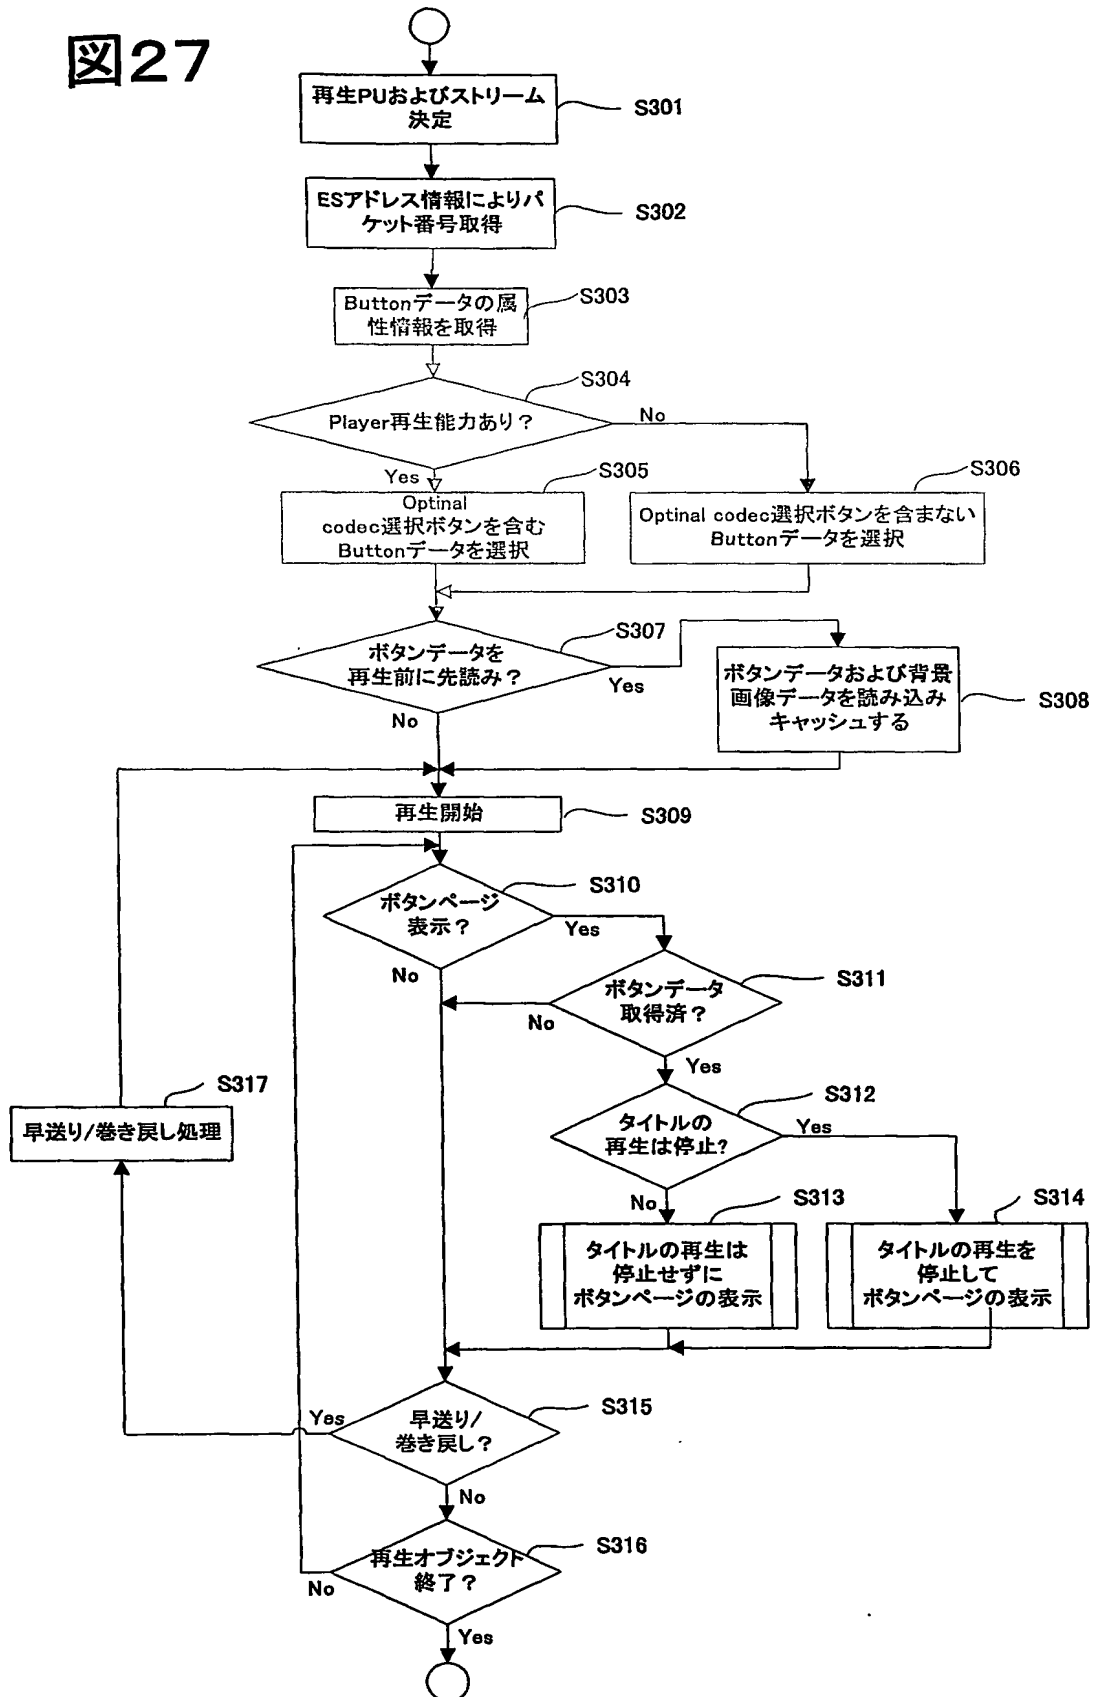 図27
再生PUおよびストリーム
決定
S301
ESアドレス情報によりパ
ケット番号取得
S302
Buttonデータの属
性情報を取得
S303
S304
Player再生能力あり？
No
Yes
S305
Optinal
codec選択ボタンを含む
Buttonデータを選択
S306
Optinal codec選択ボタンを含まない
Buttonデータを選択
S307
ボタンデータを
再生前に先読み？
Yes
No
ボタンデータおよび背景
画像データを読み込み
キャッシュする
S308
再生開始
S309
S310
ボタンページ
表示？
Yes
No
S311
ボタンデータ
取得済？
No
Yes
S312
タイトルの
再生は停止?
Yes
No
S313
タイトルの再生は
停止せずに
ボタンページの表示
S314
タイトルの再生を
停止して
ボタンページの表示
S317
早送り/巻き戻し処理
S315
早送り/
巻き戻し？
Yes
No
S316
再生オブジェクト
終了？
No
Yes